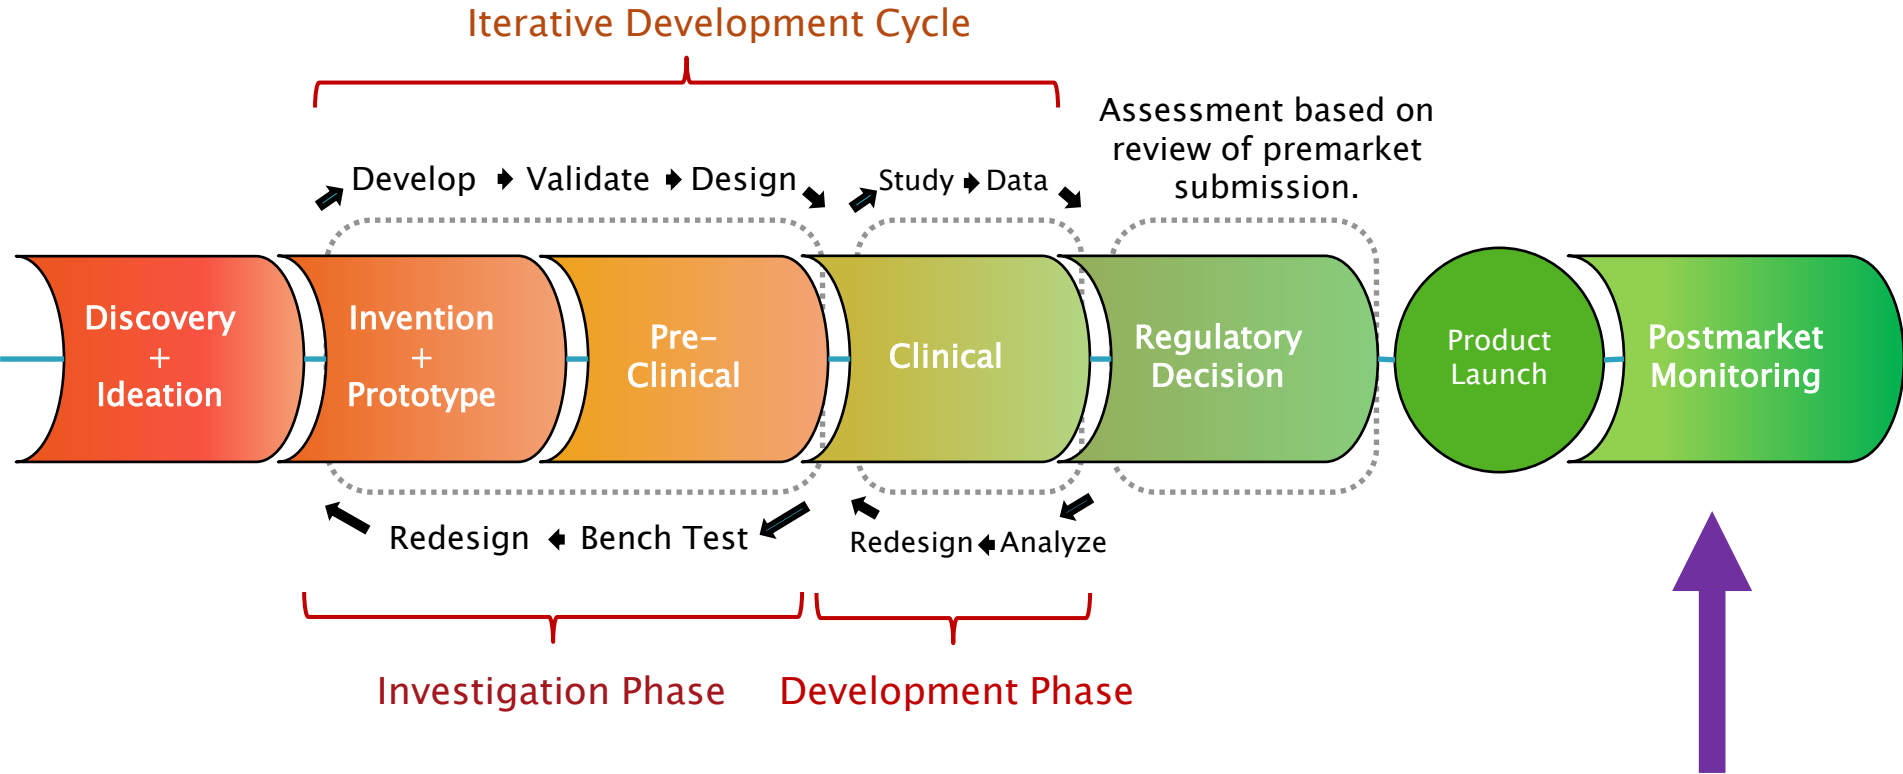 Iterative Development Cycle
Assessment based on
review of premarket
submission.
Develop Validate Design
Study Data
Discovery
+
Ideation
Invention
+
Prototype
Pre-
Clinical
Clinical
Regulatory
Decision
Product
Launch
Postmarket
Monitoring
Redesign Bench Test
Redesign Analyze
Investigation Phase
Development Phase